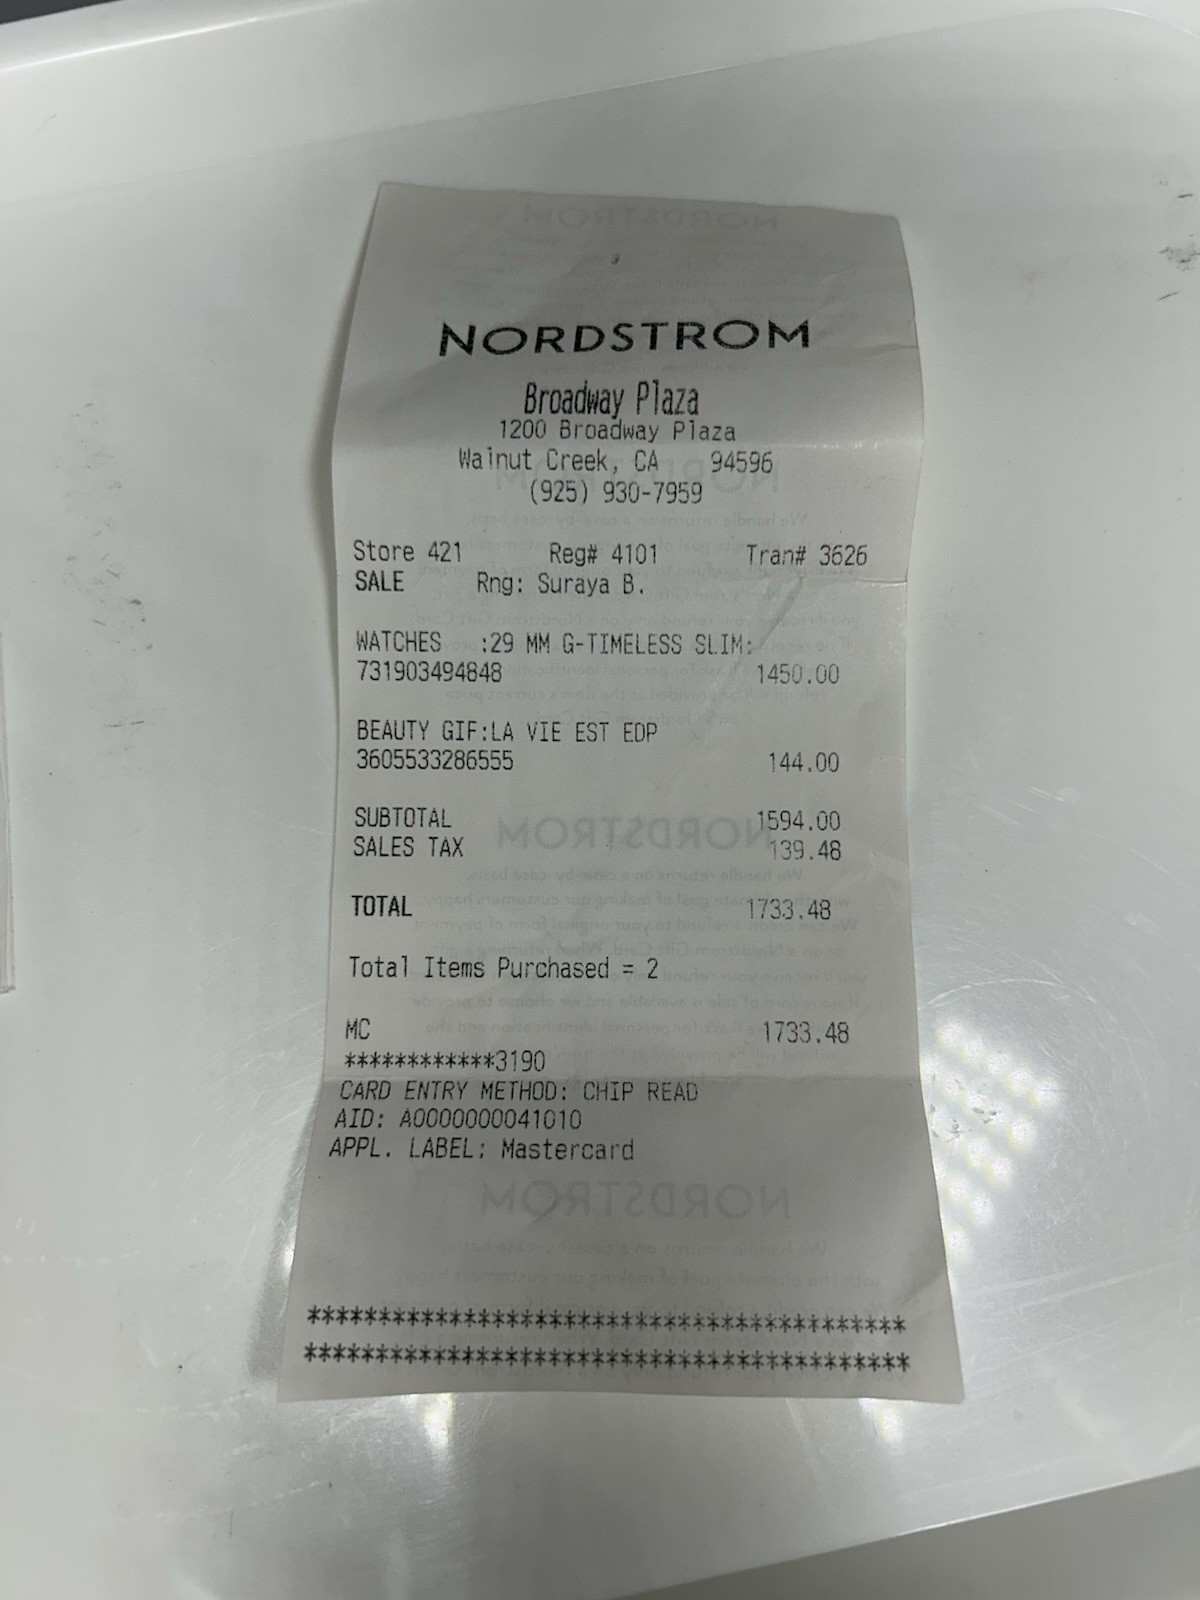 NORDSTROM
Broadway Plaza
1200 Broadway Plaza
Walnut Creek, CA 94596
(925) 930-7959
Store 421 Reg# 4101 Tran# 3626
SALE Rng: Suraya B.
WATCHES :29 MM G-TIMELESS SLIM:
731903494848 1450.00
BEAUTY GIF:LA VIE EST EDP
3605533286555 144.00
SUBTOTAL 1594.00
SALES TAX 139.48
TOTAL 1733.48
Total Items Purchased = 2
MC 1733.48
************3190
CARD ENTRY METHOD: CHIP READ
AID: A0000000041010
APPL. LABEL: Mastercard
******************************************
******************************************